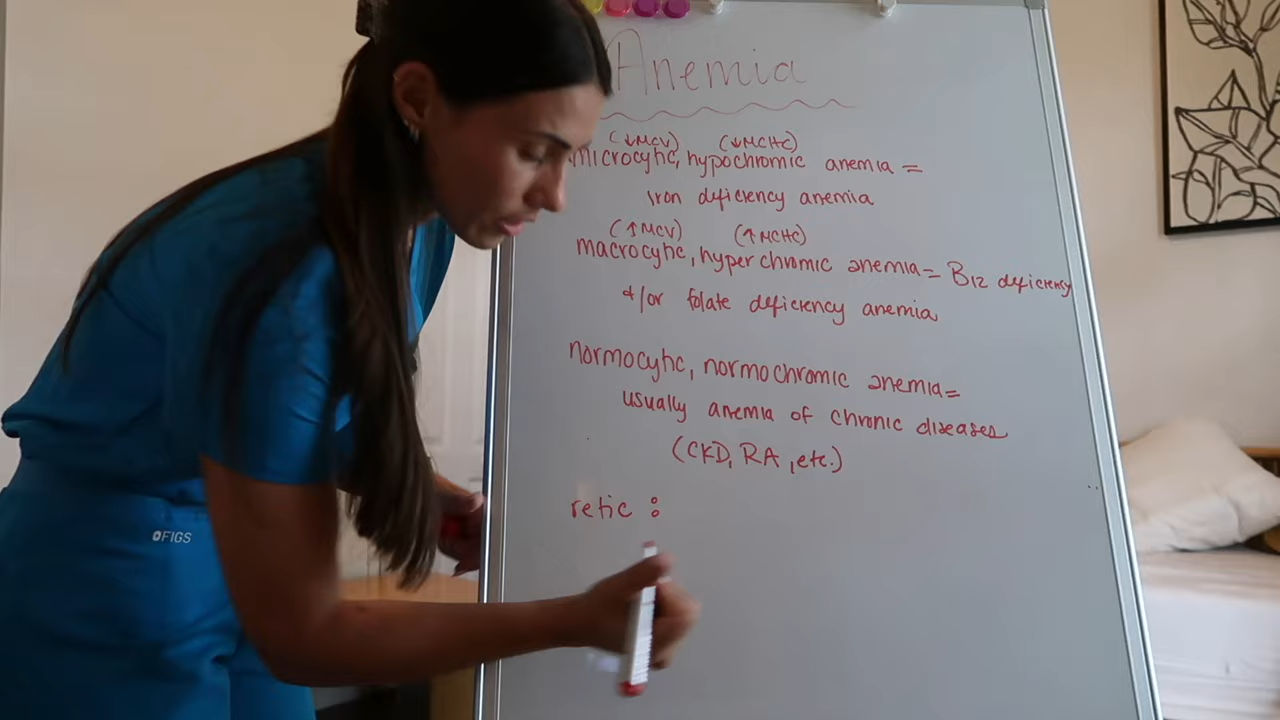 Anemia
(↓MCV) (↓MCHC)
microcytic, hypochromic anemia =
iron deficiency anemia
(↑MCV) (↑MCHC)
macrocytic, hyperchromic anemia = B12 deficiency
+/or folate deficiency anemia
normocytic, normochromic anemia=
usually anemia of chronic diseases
(CKD, RA, etc.)
retic :
FIGS